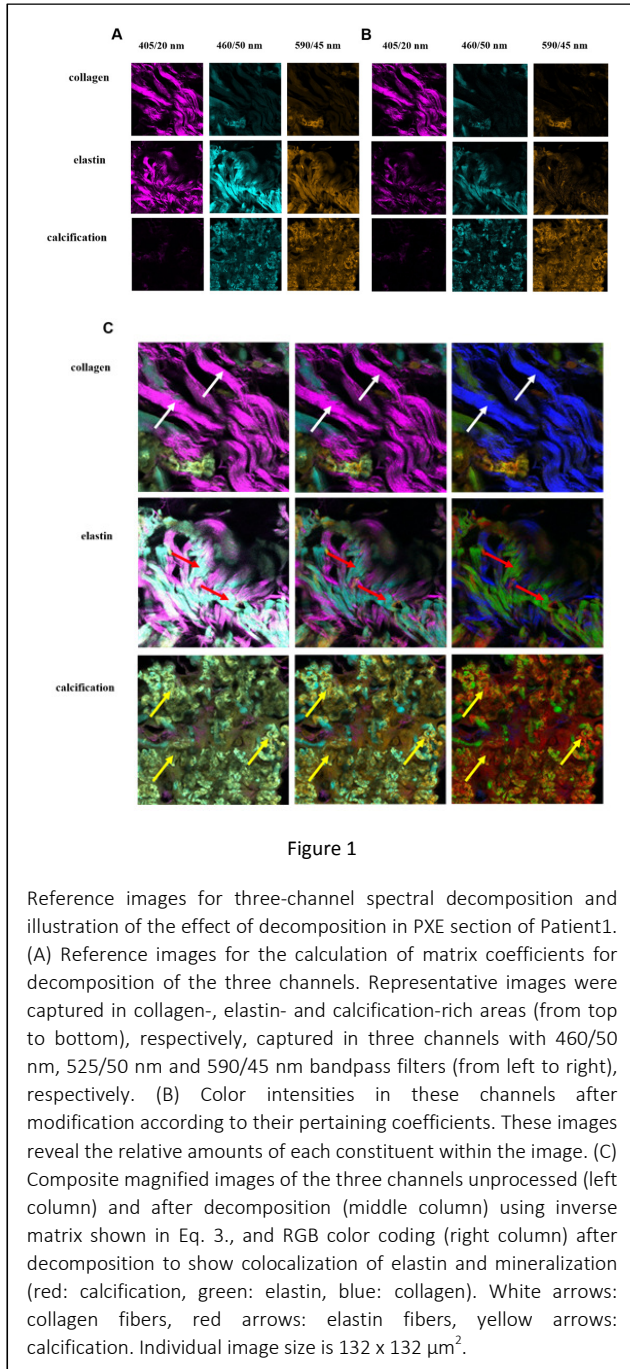 A
B
405/20 nm 460/50 nm 590/45 nm 405/20 nm 460/50 nm 590/45 nm
collagen
elastin
calcification
C
collagen
elastin
calcification
Figure 1
Reference images for three-channel spectral decomposition and
illustration of the effect of decomposition in PXE section of Patient1.
(A) Reference images for the calculation of matrix coefficients for
decomposition of the three channels. Representative images were
captured in collagen-, elastin- and calcification-rich areas (from top
to bottom), respectively, captured in three channels with 460/50
nm, 525/50 nm and 590/45 nm bandpass filters (from left to right),
respectively. (B) Color intensities in these channels after
modification according to their pertaining coefficients. These images
reveal the relative amounts of each constituent within the image. (C)
Composite magnified images of the three channels unprocessed (left
column) and after decomposition (middle column) using inverse
matrix shown in Eq. 3., and RGB color coding (right column) after
decomposition to show colocalization of elastin and mineralization
(red: calcification, green: elastin, blue: collagen). White arrows:
collagen fibers, red arrows: elastin fibers, yellow arrows:
calcification. Individual image size is 132 x 132 µm².